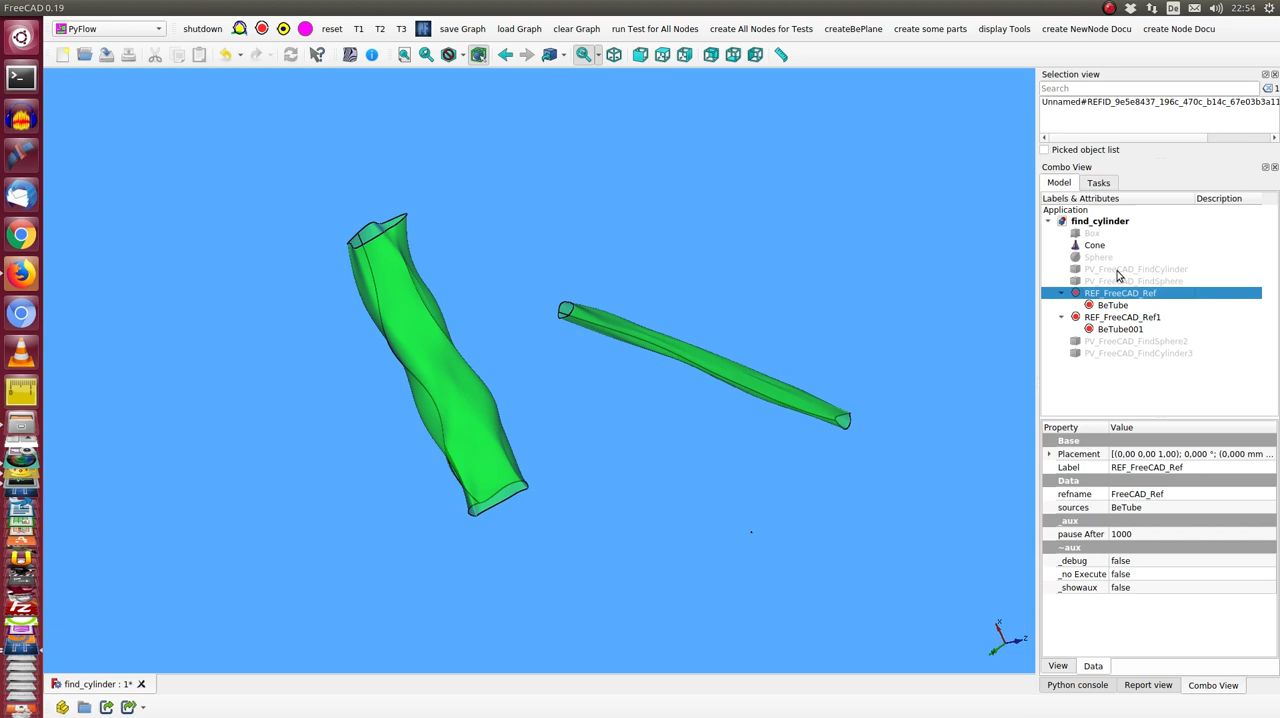 FreeCAD 0.19
De
22:54
PyFlow
shutdown
reset
T1
T2
T3
save Graph
load Graph
clear Graph
run Test for All Nodes
create All Nodes for Tests
createBePlane
create some parts
display Tools
create NewNode Docu
create Node Docu
Selection view
Search
1
Unnamed#REFID_9e5e8437_196c_470c_b14c_67e03b3a11
Picked object list
Combo View
Model
Tasks
Labels & Attributes
Description
Application
find_cylinder
Box
Cone
Sphere
PV_FreeCAD_FindCylinder
PV_FreeCAD_FindSphere
REF_FreeCAD_Ref
BeTube
REF_FreeCAD_Ref1
BeTube001
PV_FreeCAD_FindSphere2
PV_FreeCAD_FindCylinder3
Property Value
Base
Placement [(0,00 0,00 1,00); 0,000 °; (0,000 mm ...
Label REF_FreeCAD_Ref
Data
refname FreeCAD_Ref
sources BeTube
_aux
pause After 1000
~aux
_debug false
_no Execute false
_showaux false
x
z
y
View
Data
find_cylinder : 1*
Python console
Report view
Combo View